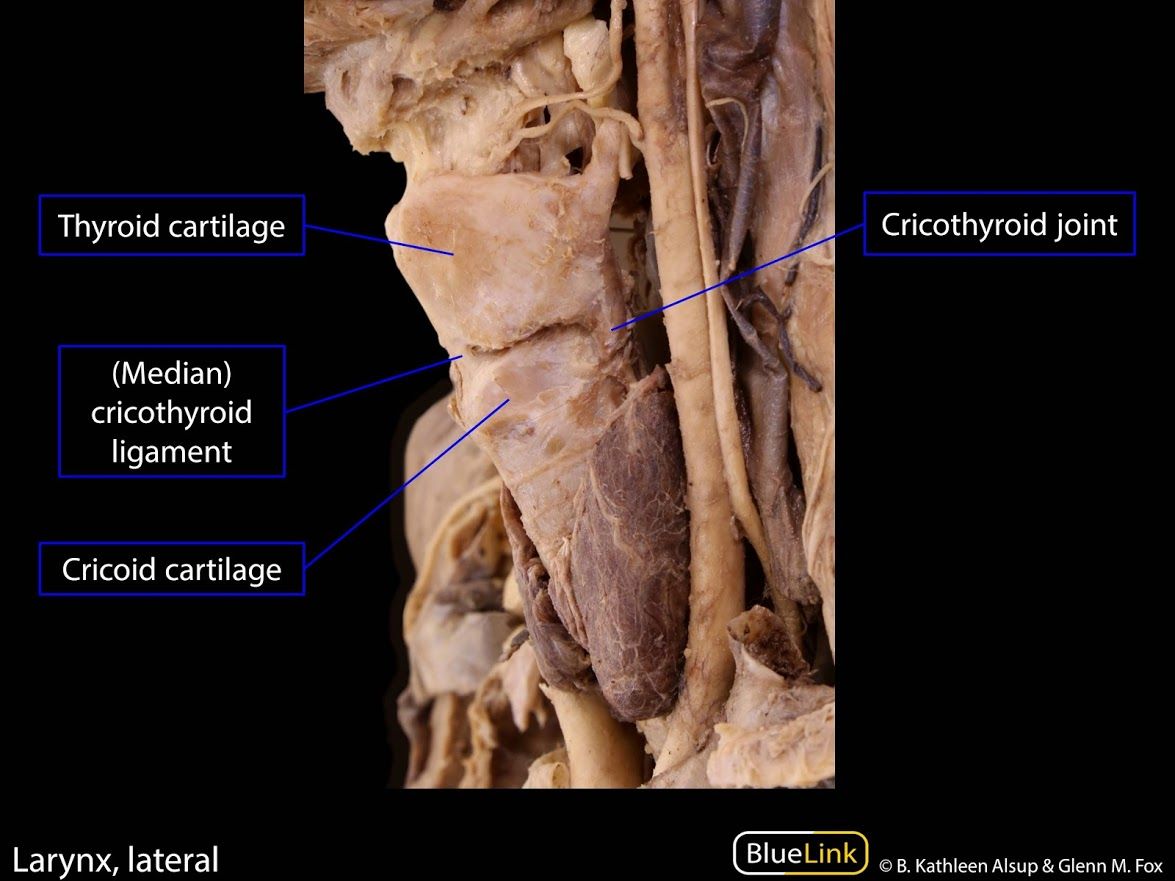 Thyroid cartilage
Cricothyroid joint
(Median)
cricothyroid
ligament
Cricoid cartilage
Larynx, lateral
BlueLink
© B. Kathleen Alsup & Glenn M. Fox